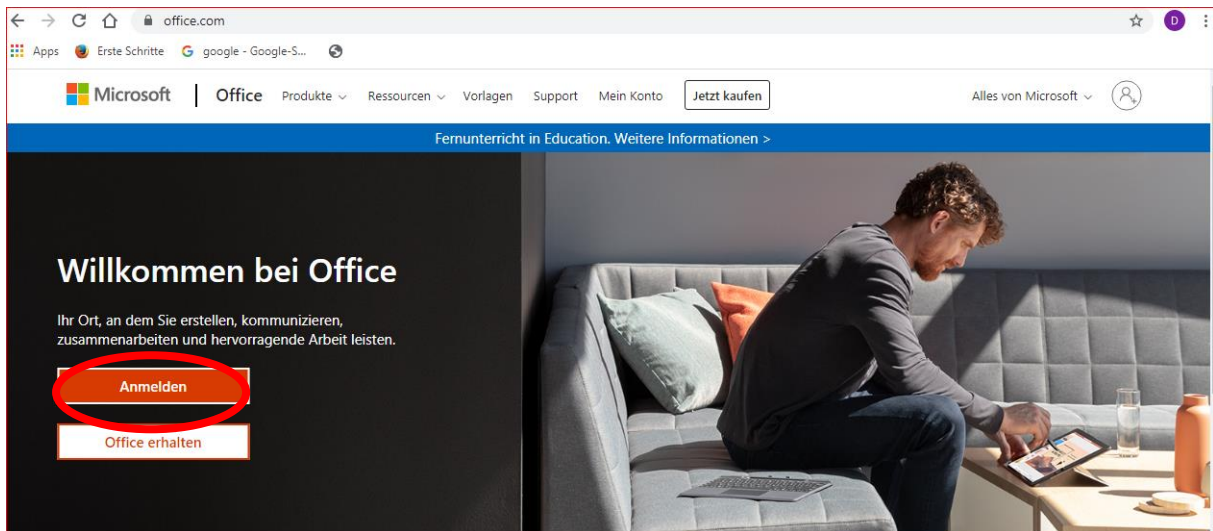 office.com
D
Apps Erste Schritte G google - Google-S...
Microsoft | Office Produkte Ressourcen Vorlagen Support Mein Konto Jetzt kaufen Alles von Microsoft
Fernunterricht in Education. Weitere Informationen >
Willkommen bei Office
Ihr Ort, an dem Sie erstellen, kommunizieren,
zusammenarbeiten und hervorragende Arbeit leisten.
Anmelden
Office erhalten